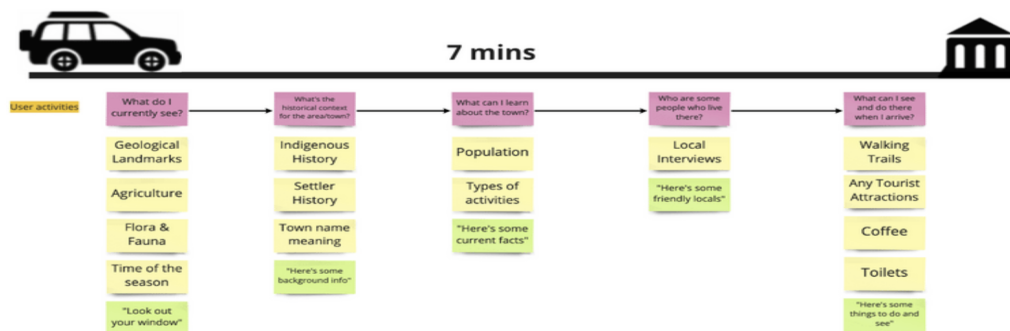 7 mins
User activities
What do I
currently see?
Geological
Landmarks
Agriculture
Flora &
Fauna
Time of the
season
"Look out
your window"
What's the
historical context
for the area/town?
Indigenous
History
Settler
History
Town name
meaning
"Here's some
background info"
What can I learn
about the town?
Population
Types of
activities
"Here's some
current facts"
Who are some
people who live
there?
Local
Interviews
"Here's some
friendly locals"
What can I see
and do there
when I arrive?
Walking
Trails
Any Tourist
Attractions
Coffee
Toilets
"Here's some
things to do and
see"